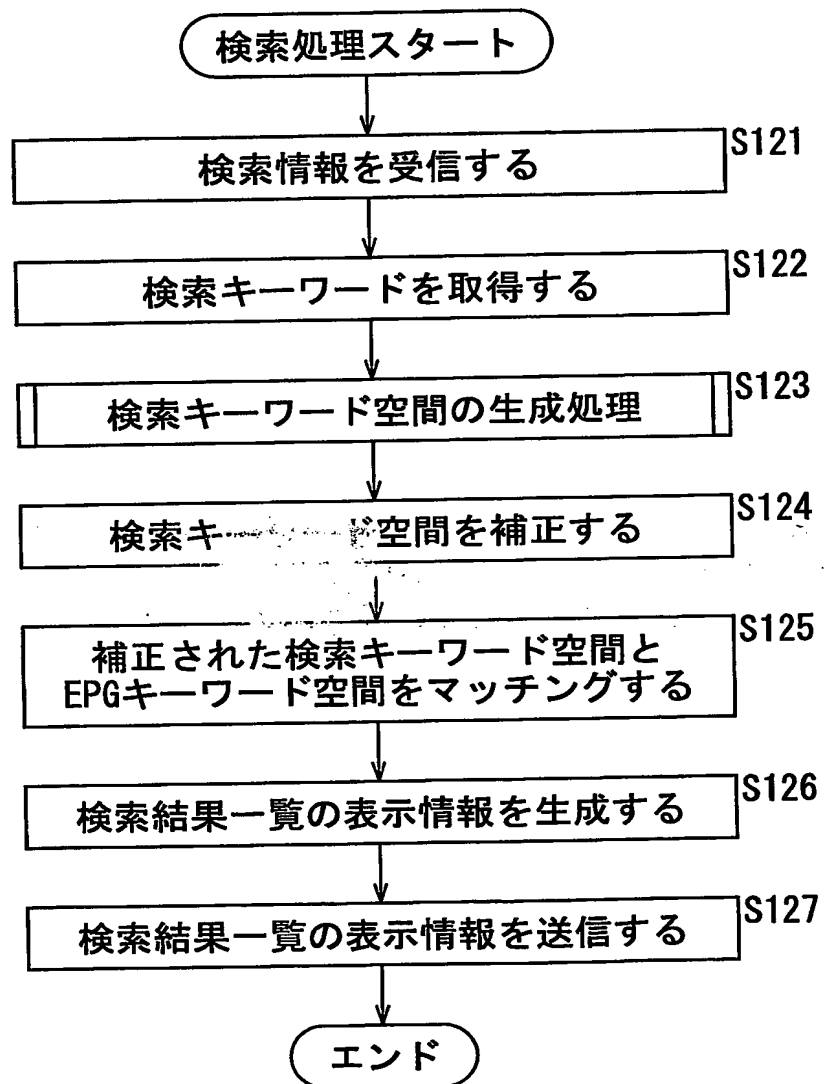 検索処理スタート
S121
検索情報を受信する
S122
検索キーワードを取得する
S123
検索キーワード空間の生成処理
S124
検索キ ド空間を補正する
S125
補正された検索キーワード空間と
EPGキーワード空間をマッチングする
S126
検索結果一覧の表示情報を生成する
S127
検索結果一覧の表示情報を送信する
エンド